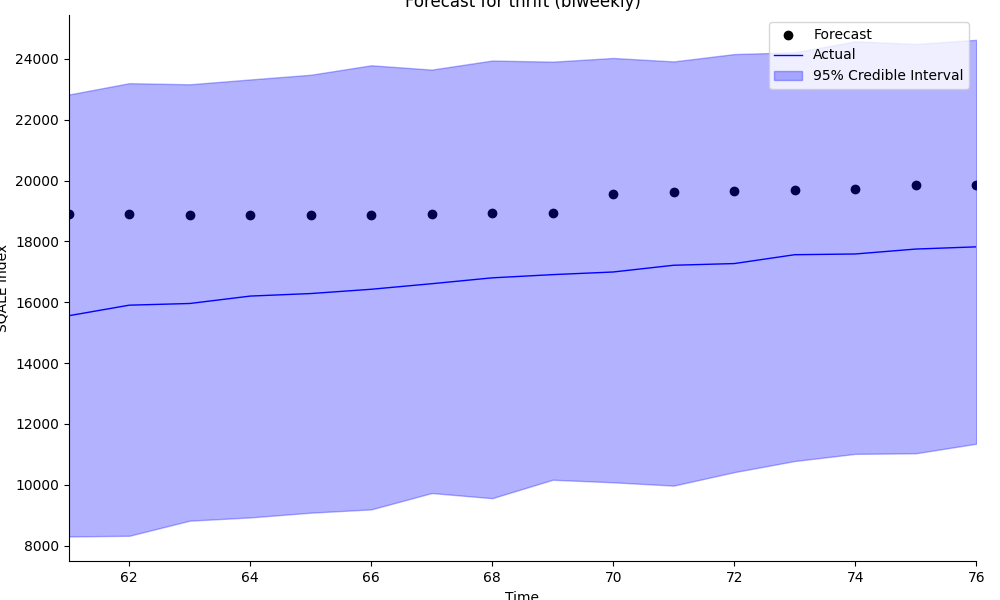 Forecast for thrift (biweekly)
Forecast
Actual
95% Credible Interval
24000
22000
20000
18000
16000
14000
12000
10000
8000
SQALE Index
62
64
66
68
70
72
74
76
Time